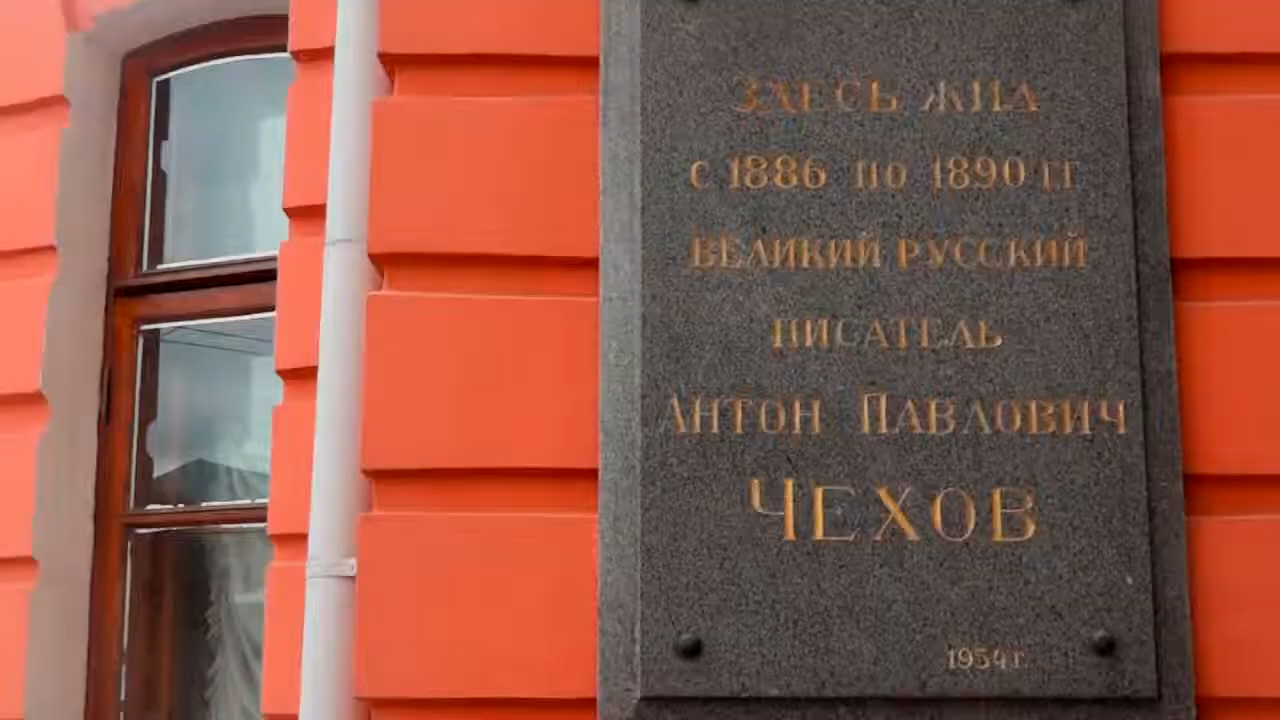 ЗДЕСЬ ЖИЛ
с 1886 по 1890 гг
ВЕЛИКИЙ РУССКИЙ
ПИСАТЕЛЬ
АНТОН ПАВЛОВИЧ
ЧЕХОВ
1954 г.